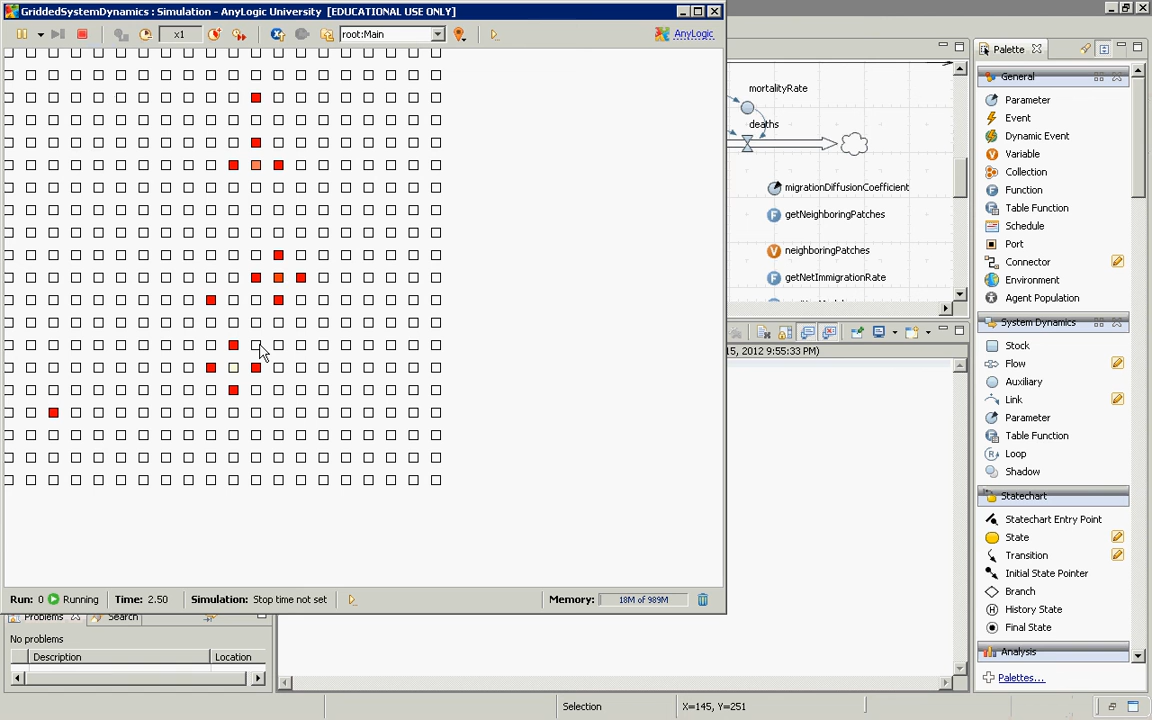 GriddedSystemDynamics : Simulation - AnyLogic University [EDUCATIONAL USE ONLY]
x1
root:Main
AnyLogic
mortalityRate
deaths
migrationDiffusionCoefficient
getNeighboringPatches
neighboringPatches
getNetImmigrationRate
15, 2012 9:55:33 PM)
Run: 0 Running
Time: 2.50
Simulation: Stop time not set
Memory: 18M of 989M
Problems
Search
No problems
Description
Location
Selection
X=145, Y=251
Palette
General
Parameter
Event
Dynamic Event
Variable
Collection
Function
Table Function
Schedule
Port
Connector
Environment
Agent Population
System Dynamics
Stock
Flow
Auxiliary
Link
Parameter
Table Function
Loop
Shadow
Statechart
Statechart Entry Point
State
Transition
Initial State Pointer
Branch
History State
Final State
Analysis
Palettes...